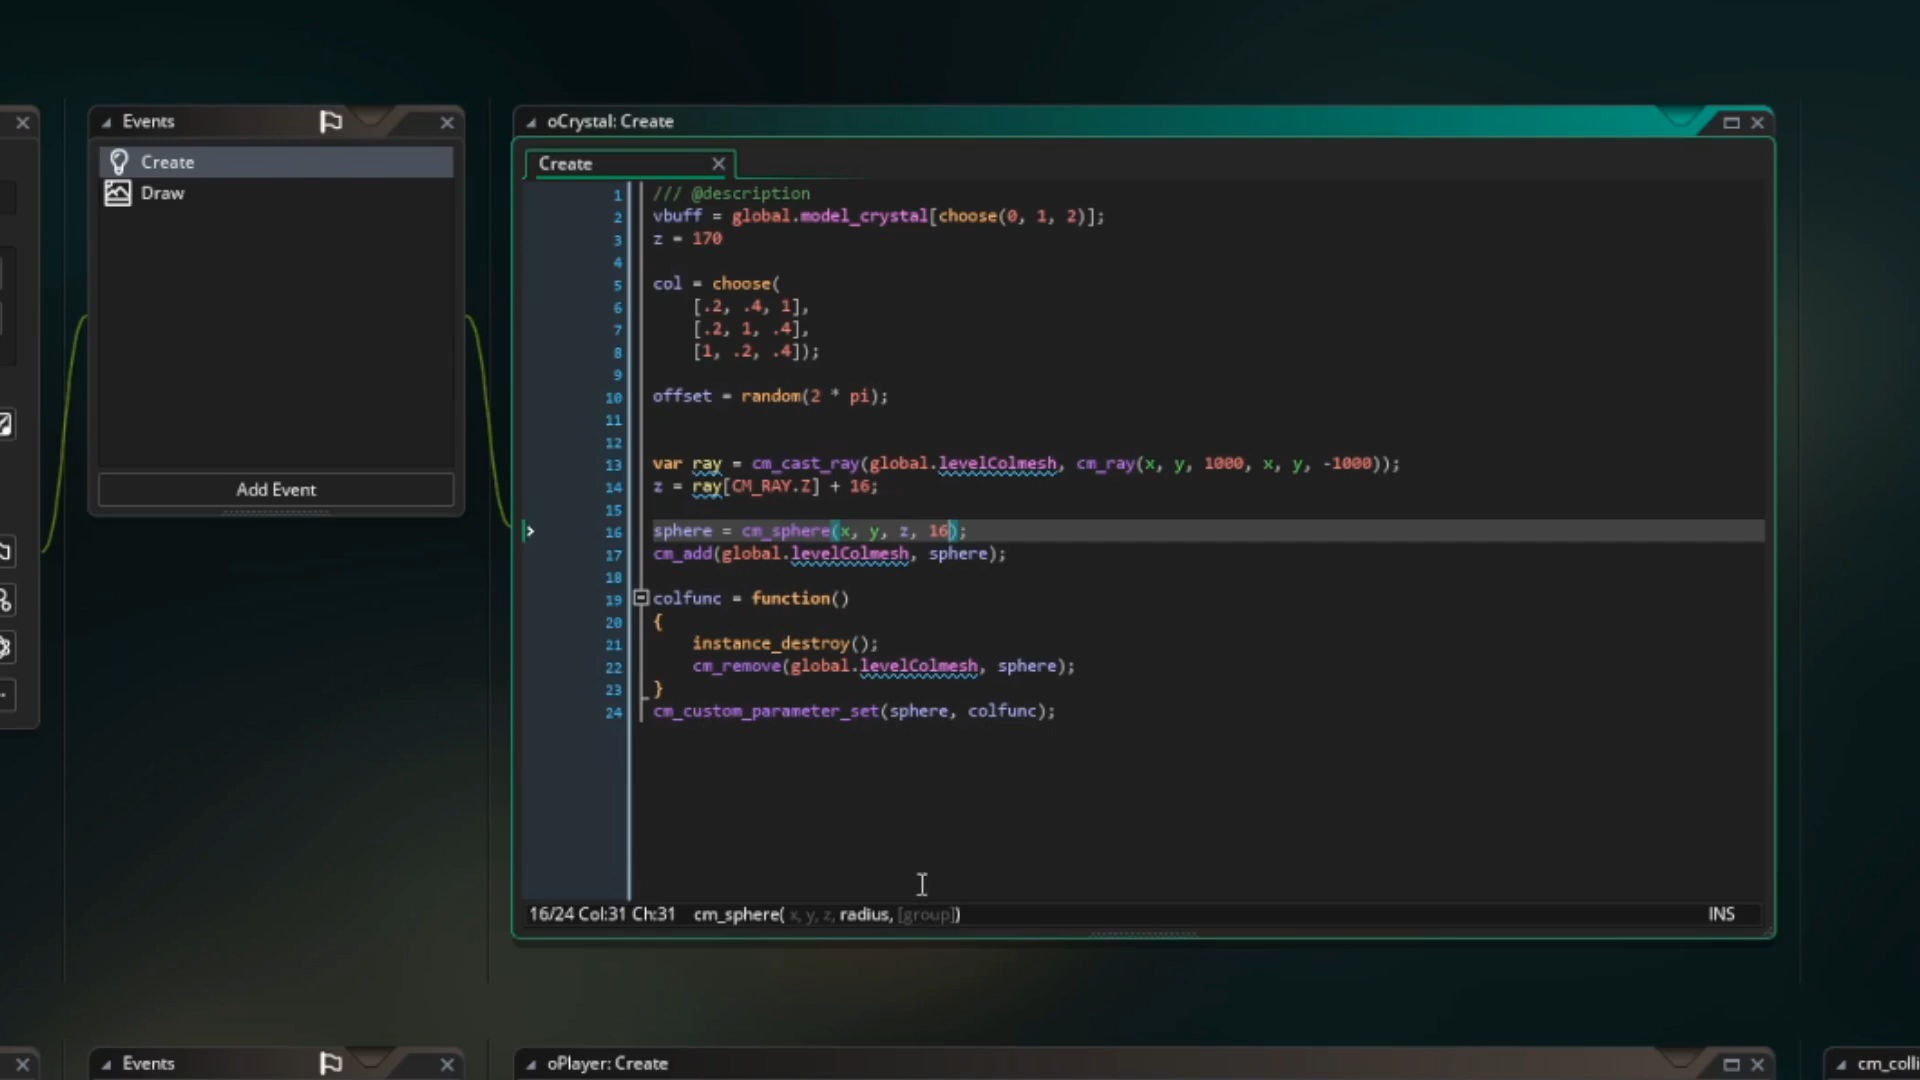 Events
Create
Draw
Add Event
oCrystal: Create
Create
1 /// @description
2 vbuff = global.model_crystal[choose(0, 1, 2)];
3 z = 170
4
5 col = choose(
6 [.2, .4, 1],
7 [.2, 1, .4],
8 [1, .2, .4]);
9
10 offset = random(2 * pi);
11
12
13 var ray = cm_cast_ray(global.levelColmesh, cm_ray(x, y, 1000, x, y, -1000));
14 z = ray[CM_RAY.Z] + 16;
15
16 sphere = cm_sphere(x, y, z, 16);
17 cm_add(global.levelColmesh, sphere);
18
19 colfunc = function()
20 {
21 instance_destroy();
22 cm_remove(global.levelColmesh, sphere);
23 }
24 cm_custom_parameter_set(sphere, colfunc);
16/24 Col:31 Ch:31 cm_sphere( x, y, z, radius, [group]) INS
Events
oPlayer: Create
cm_colli